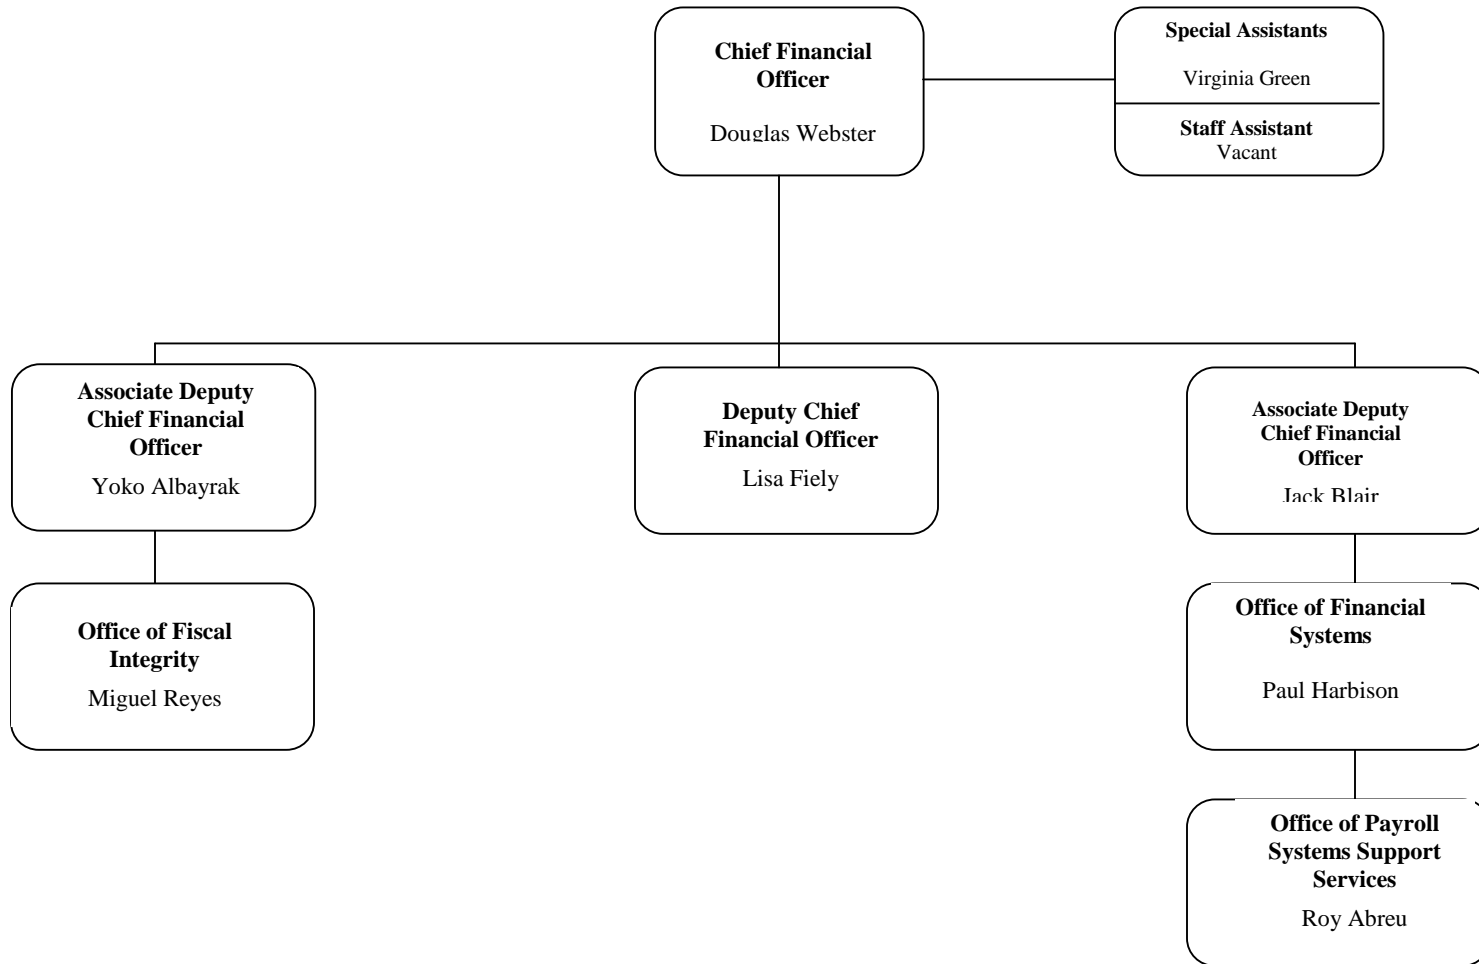 Chief Financial
Officer
Douglas Webster
Special Assistants
Virginia Green
Staff Assistant
Vacant
Associate Deputy
Chief Financial
Officer
Yoko Albayrak
Deputy Chief
Financial Officer
Lisa Fiely
Associate Deputy
Chief Financial
Officer
Jack Blair
Office of Fiscal
Integrity
Miguel Reyes
Office of Financial
Systems
Paul Harbison
Office of Payroll
Systems Support
Services
Roy Abreu